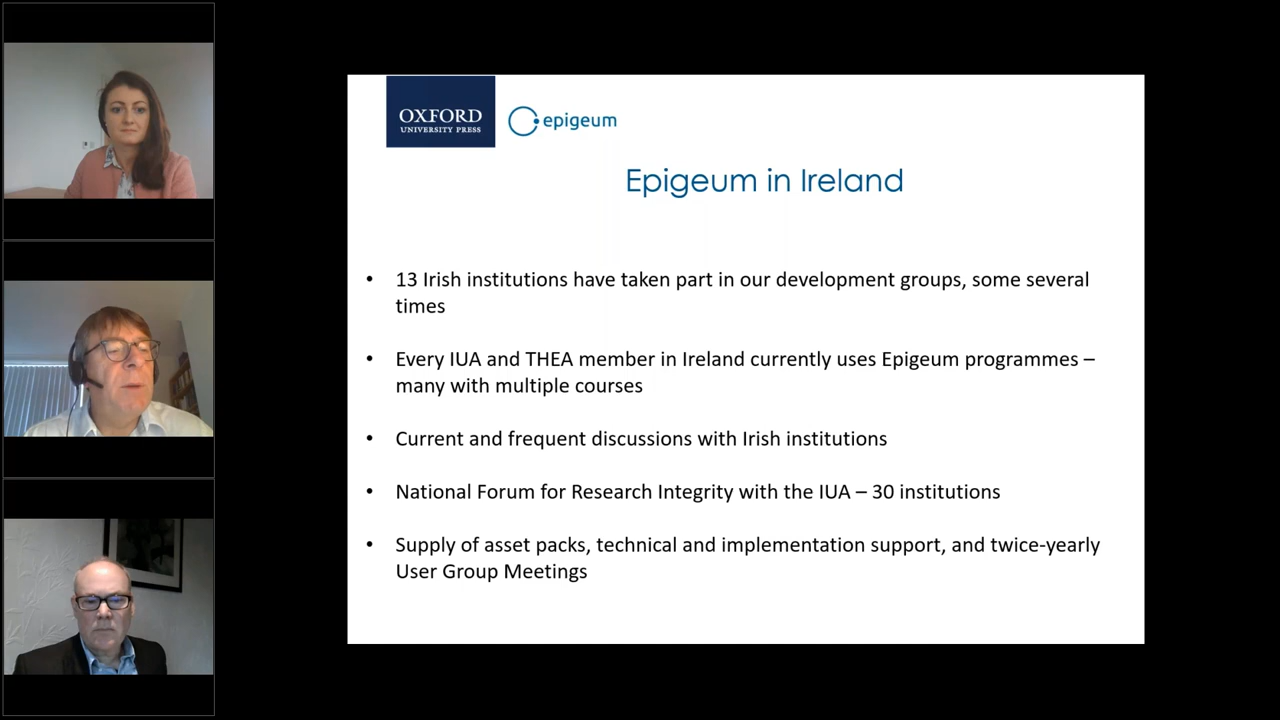 OXFORD
UNIVERSITY PRESS
epigeum
Epigeum in Ireland
• 13 Irish institutions have taken part in our development groups, some several
times
• Every IUA and THEA member in Ireland currently uses Epigeum programmes –
many with multiple courses
• Current and frequent discussions with Irish institutions
• National Forum for Research Integrity with the IUA – 30 institutions
• Supply of asset packs, technical and implementation support, and twice-yearly
User Group Meetings